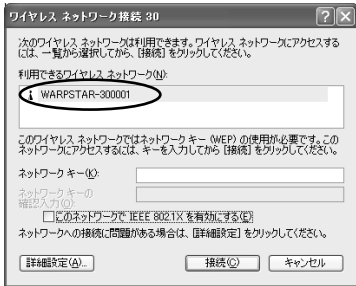 ワイヤレス ネットワーク接続 30
次のワイヤレス ネットワークは利用できます。ワイヤレス ネットワークにアクセスする
には、一覧から選択してから、[接続] をクリックしてください。
利用できるワイヤレス ネットワーク(N):
WARPSTAR-300001
このワイヤレス ネットワークではネットワーク キー (WEP) の使用が必要です。この
ネットワークにアクセスするには、キーを入力してから [接続] をクリックしてください。
ネットワーク キー(K):
ネットワーク キーの
確認入力(O):
このネットワークで IEEE 802.1X を有効にする(E)
ネットワークへの接続に問題がある場合は、[詳細設定] をクリックしてください。
詳細設定(A)...
接続(C)
キャンセル